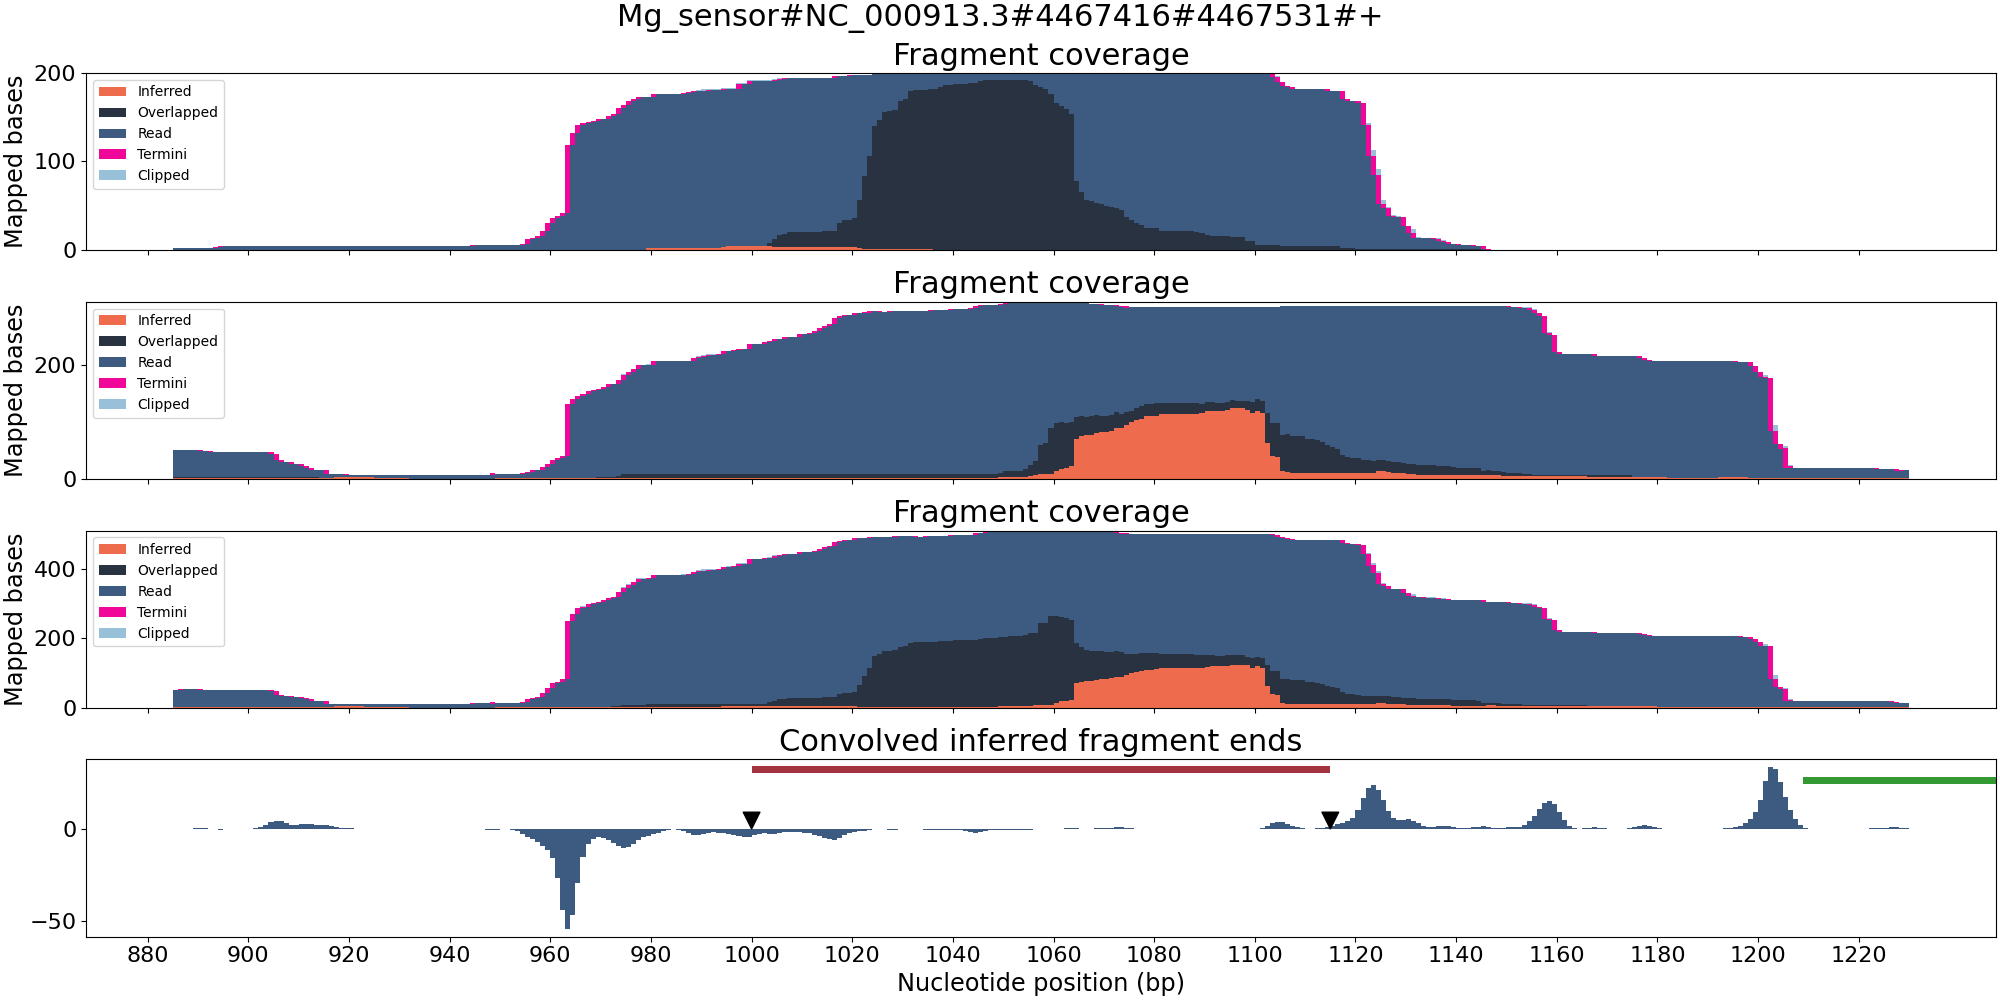 Mg_sensor#NC_000913.3#4467416#4467531#+
Fragment coverage
Mapped bases
200
100
0
Inferred
Overlapped
Read
Termini
Clipped
Fragment coverage
Mapped bases
200
0
Inferred
Overlapped
Read
Termini
Clipped
Fragment coverage
Mapped bases
400
200
0
Inferred
Overlapped
Read
Termini
Clipped
Convolved inferred fragment ends
0
−50
880 900 920 940 960 980 1000 1020 1040 1060 1080 1100 1120 1140 1160 1180 1200 1220
Nucleotide position (bp)